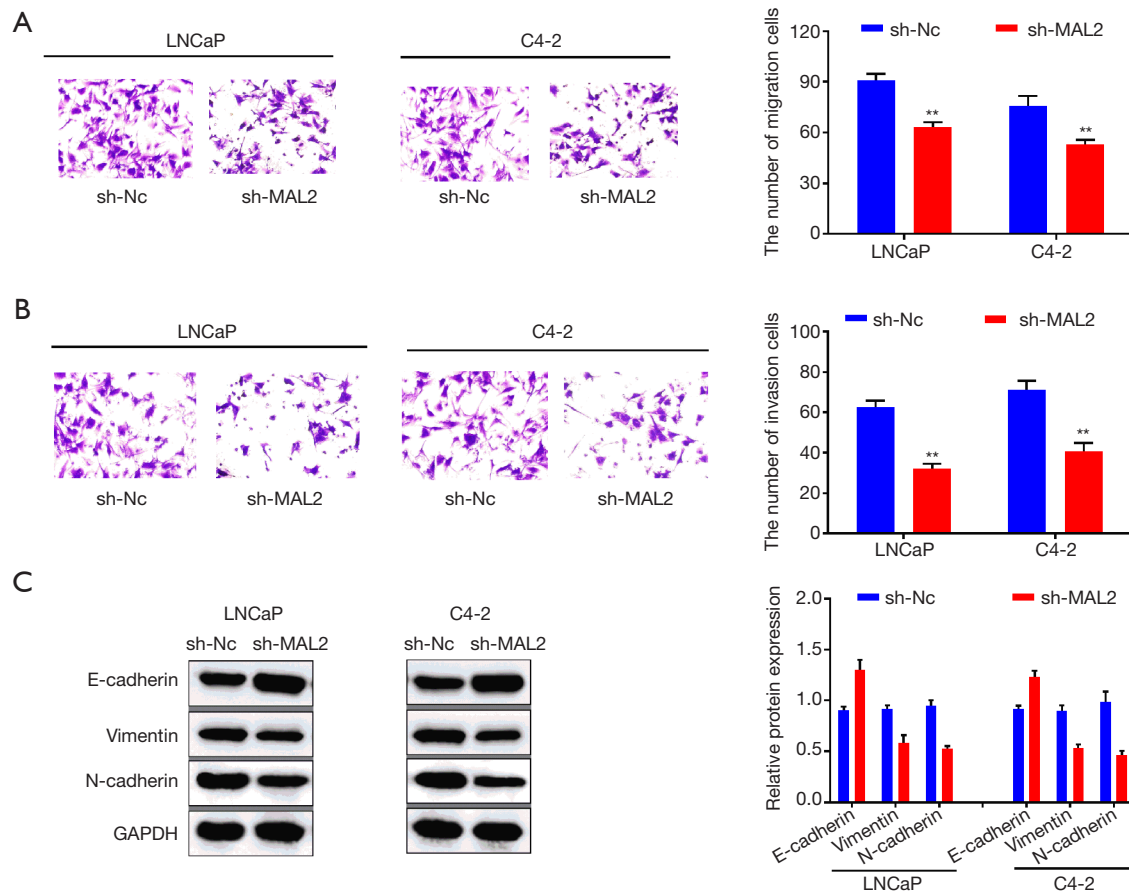 A
LNCaP
C4-2
sh-Nc
sh-MAL2
sh-Nc
sh-MAL2
The number of migration cells
120
90
60
30
0
sh-Nc
sh-MAL2
**
**
LNCaP
C4-2
B
LNCaP
C4-2
sh-Nc
sh-MAL2
sh-Nc
sh-MAL2
The number of invasion cells
100
80
60
40
20
0
sh-Nc
sh-MAL2
**
**
LNCaP
C4-2
C
LNCaP
C4-2
sh-Nc sh-MAL2
sh-Nc sh-MAL2
E-cadherin
Vimentin
N-cadherin
GAPDH
Relative protein expression
2.0
1.5
1.0
0.5
0.0
sh-Nc
sh-MAL2
E-cadherin
Vimentin
N-cadherin
E-cadherin
Vimentin
N-cadherin
LNCaP
C4-2